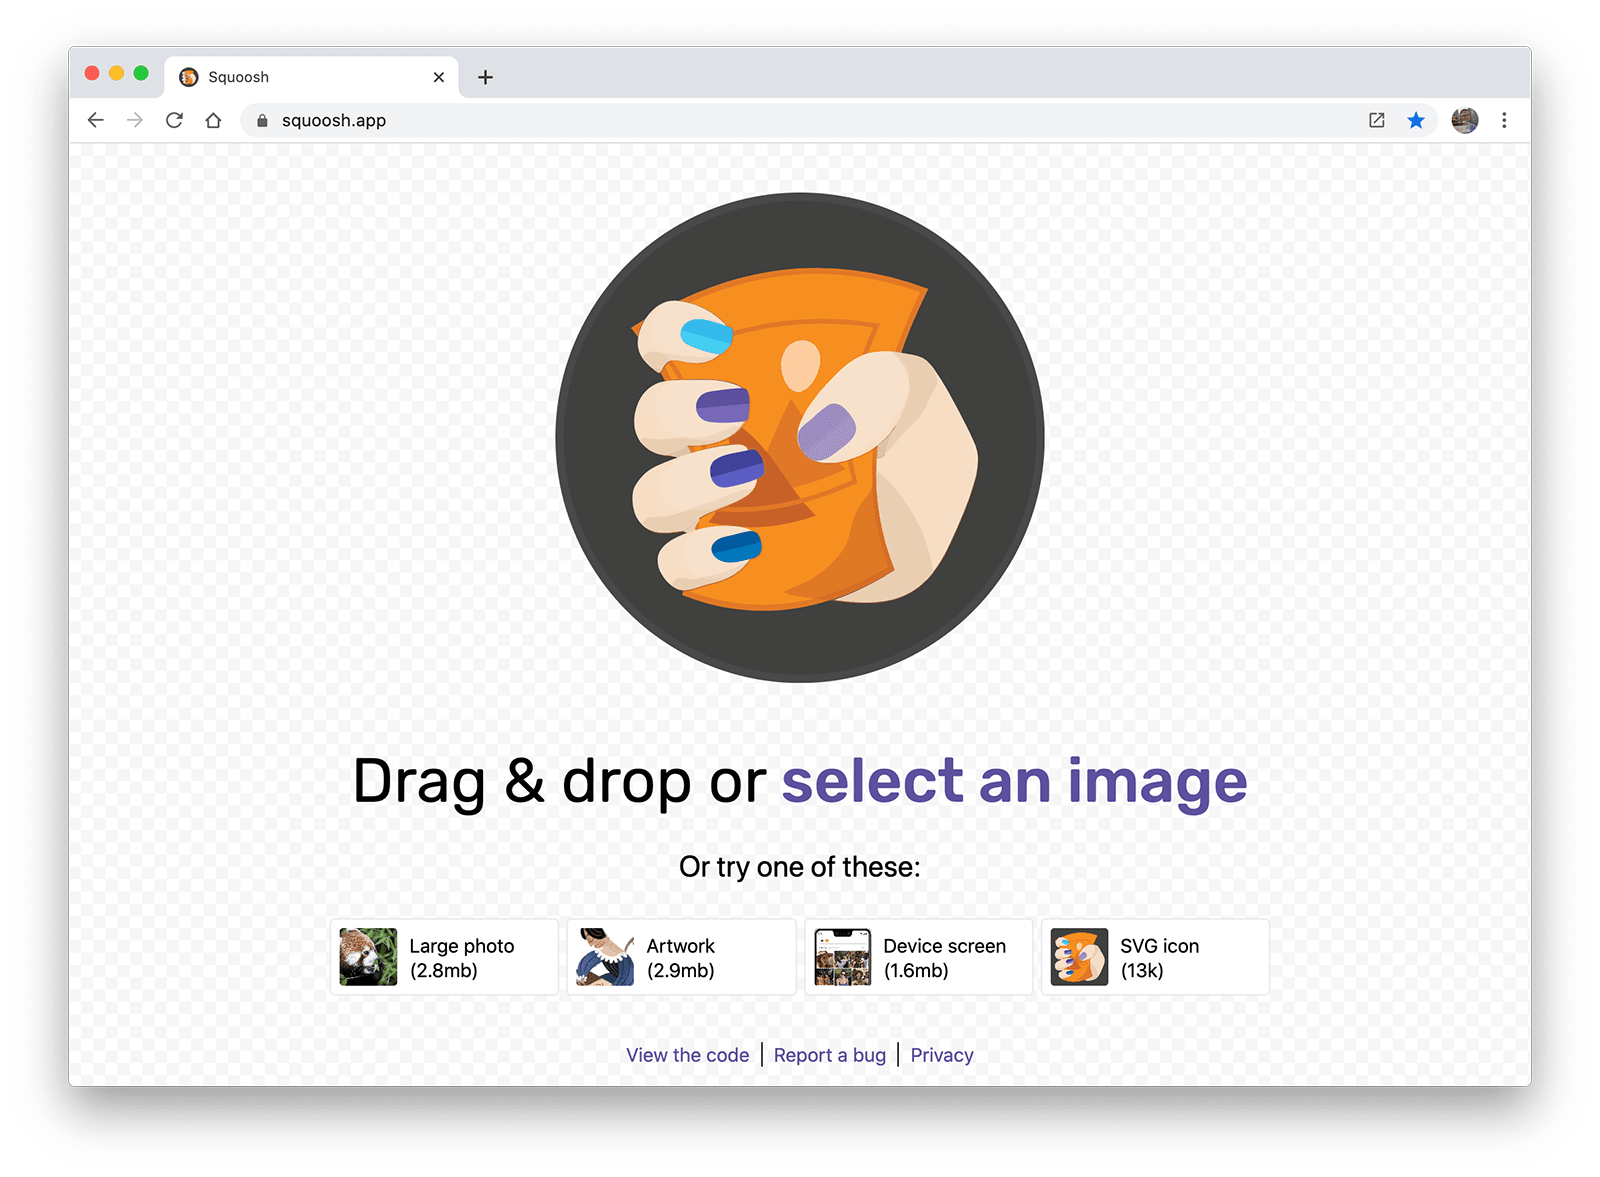 Squoosh
squoosh.app
Drag & drop or select an image
Or try one of these:
Large photo
(2.8mb)
Artwork
(2.9mb)
Device screen
(1.6mb)
SVG icon
(13k)
View the code | Report a bug | Privacy